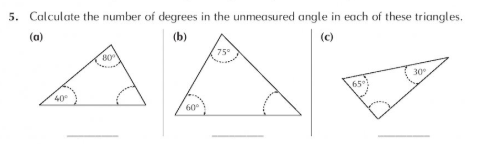 5. Calculate the number of degrees in the unmeasured angle in each of these triangles.
(a) (b) (c)
80° 75° 30°
65°
40° 60°